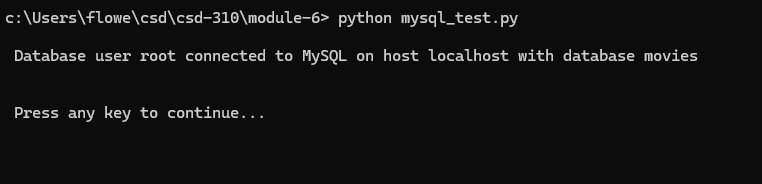 c:\Users\flowe\csd\csd-310\module-6> python mysql_test.py
Database user root connected to MySQL on host localhost with database movies
Press any key to continue...